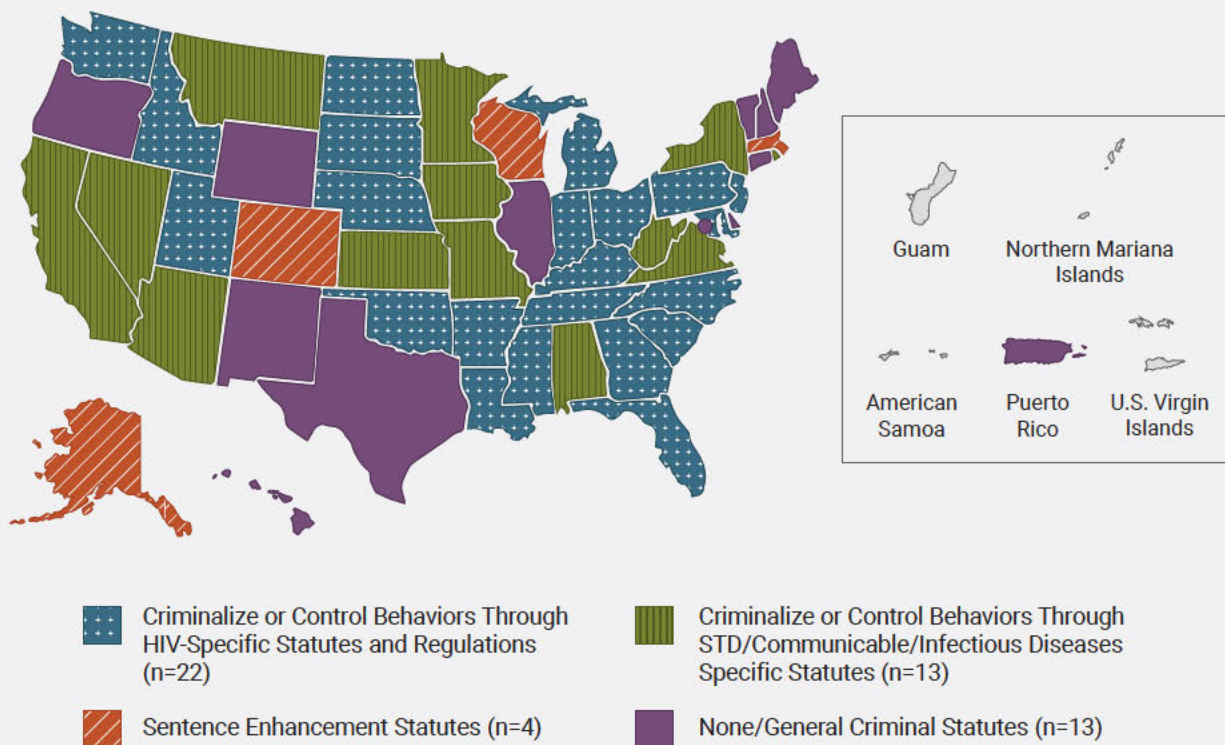 Guam
Northern Mariana
Islands
American
Samoa
Puerto
Rico
U.S. Virgin
Islands
Criminalize or Control Behaviors Through
HIV-Specific Statutes and Regulations
(n=22)
Criminalize or Control Behaviors Through
STD/Communicable/Infectious Diseases
Specific Statutes (n=13)
Sentence Enhancement Statutes (n=4)
None/General Criminal Statutes (n=13)